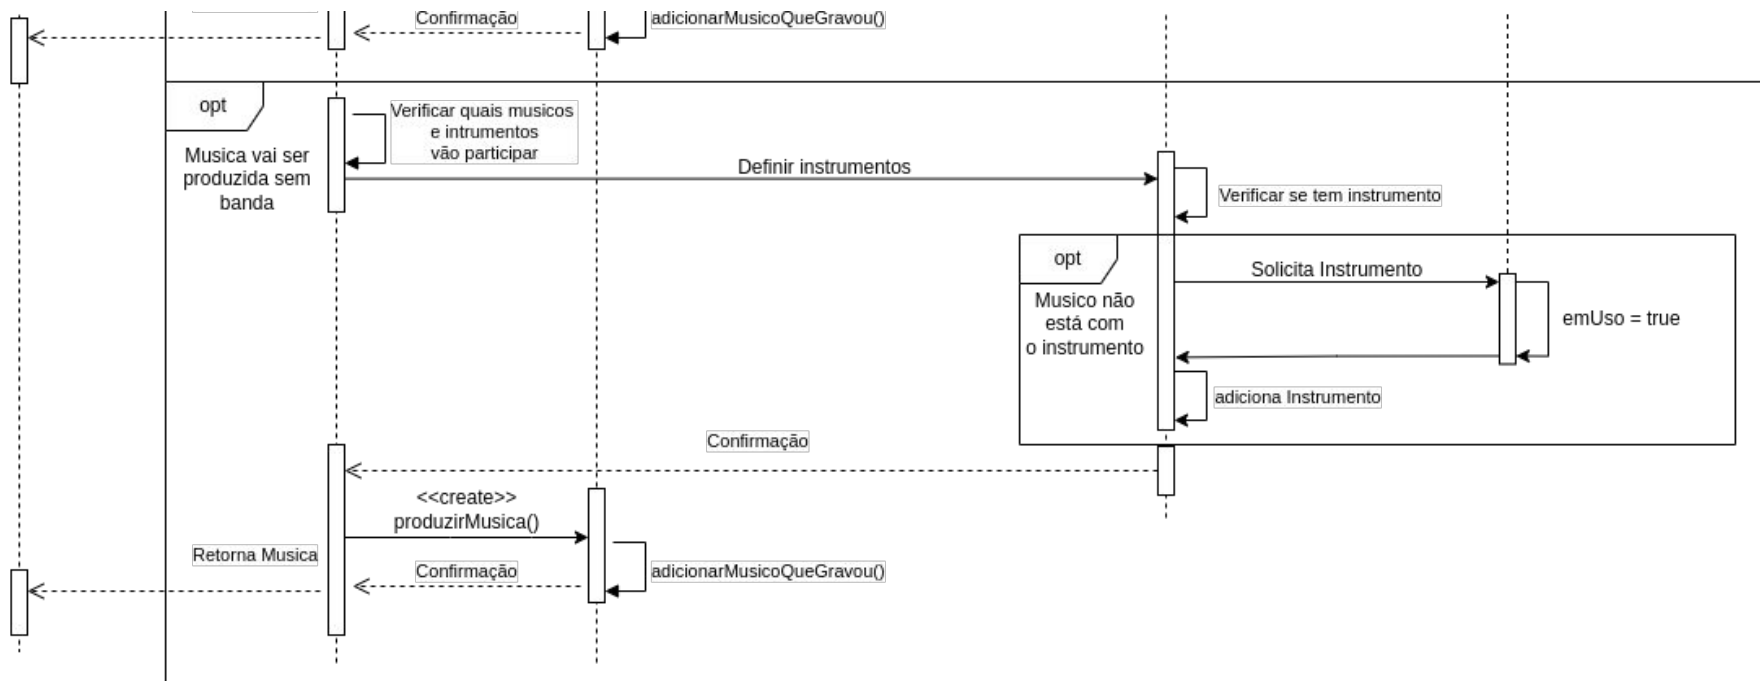 Confirmação
adicionarMusicoQueGravou()
opt
Musica vai ser
produzida sem
banda
Verificar quais musicos
e intrumentos
vão participar
Definir instrumentos
Verificar se tem instrumento
opt
Musico não
está com
o instrumento
Solicita Instrumento
emUso = true
adiciona Instrumento
Confirmação
<<create>>
produzirMusica()
Retorna Musica
Confirmação
adicionarMusicoQueGravou()